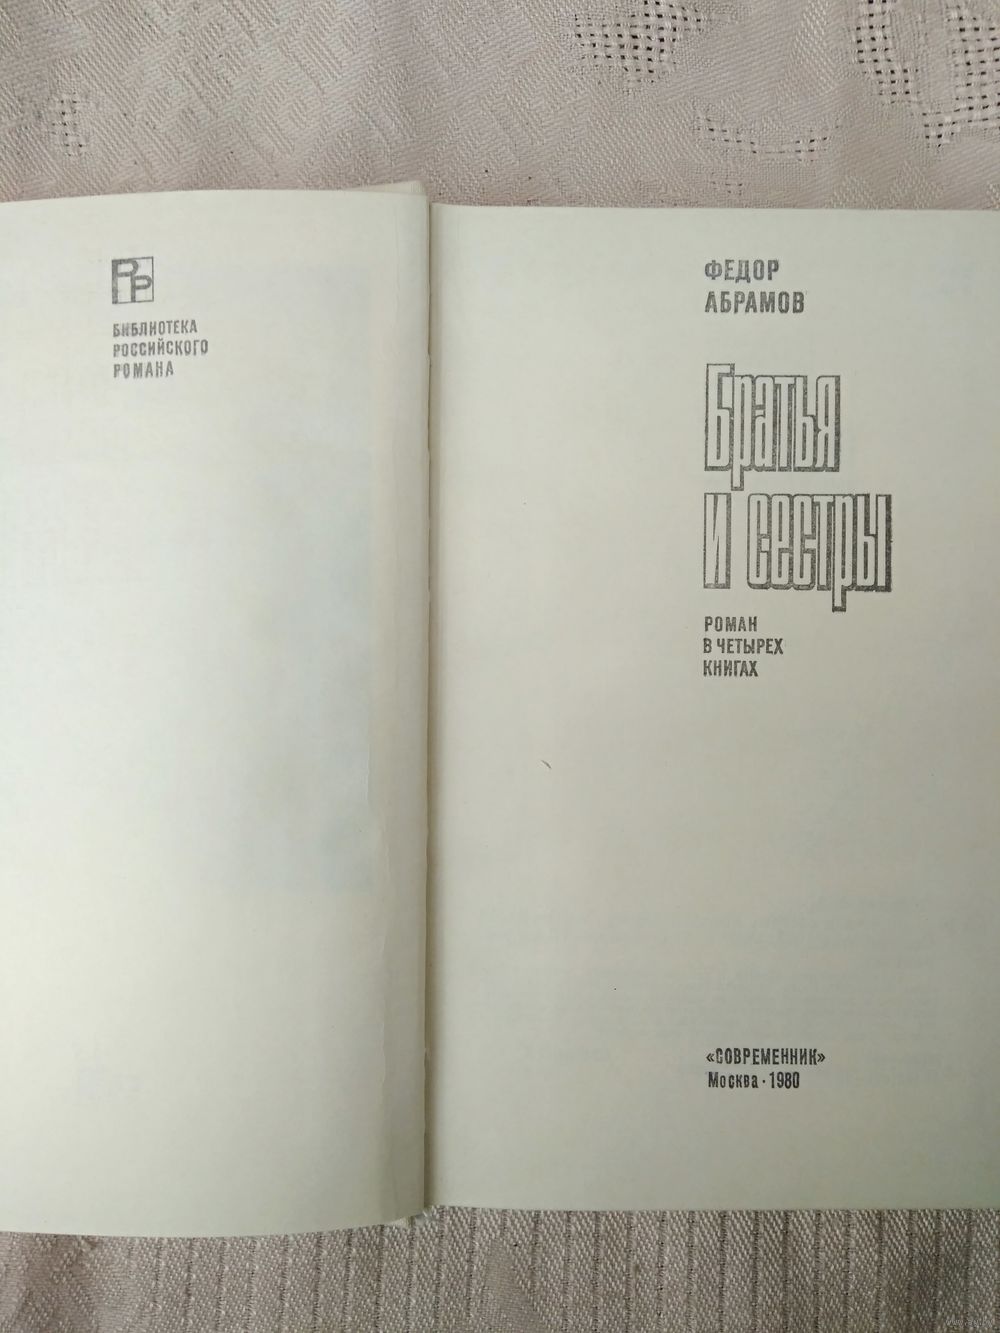 РР
БИБЛИОТЕКА
РОССИЙСКОГО
РОМАНА
ФЕДОР
АБРАМОВ
Братья
и сестры
РОМАН
В ЧЕТЫРЕХ
КНИГАХ
«СОВРЕМЕННИК»
Москва · 1980